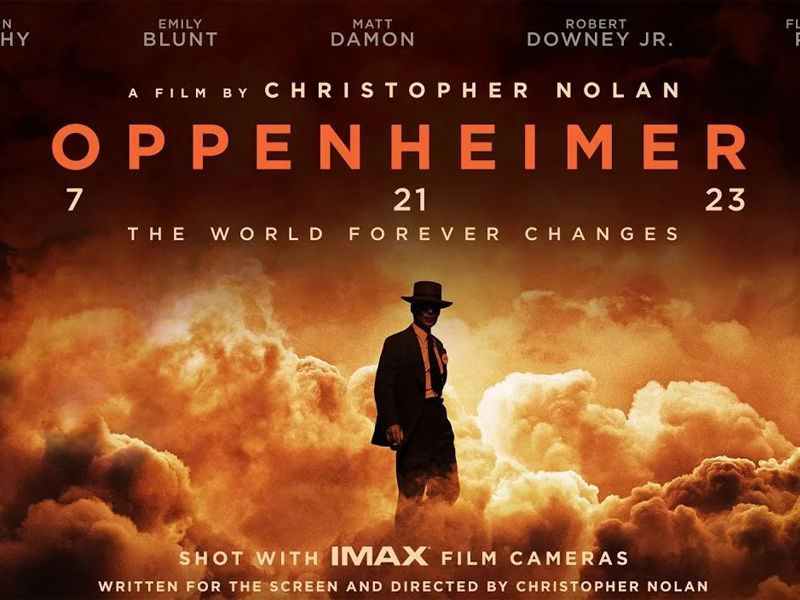 EMILY MATT ROBERT
BLUNT DAMON DOWNEY JR.
A FILM BY CHRISTOPHER NOLAN
OPPENHEIMER
7 21 23
THE WORLD FOREVER CHANGES
SHOT WITH IMAX FILM CAMERAS
WRITTEN FOR THE SCREEN AND DIRECTED BY CHRISTOPHER NOLAN